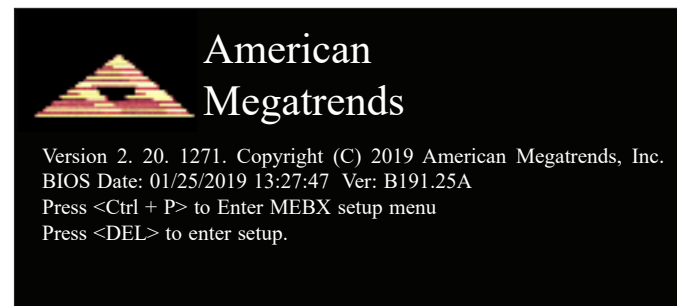 American
Megatrends
Version 2. 20. 1271. Copyright (C) 2019 American Megatrends, Inc.
BIOS Date: 01/25/2019 13:27:47 Ver: B191.25A
Press <Ctrl + P> to Enter MEBX setup menu
Press <DEL> to enter setup.